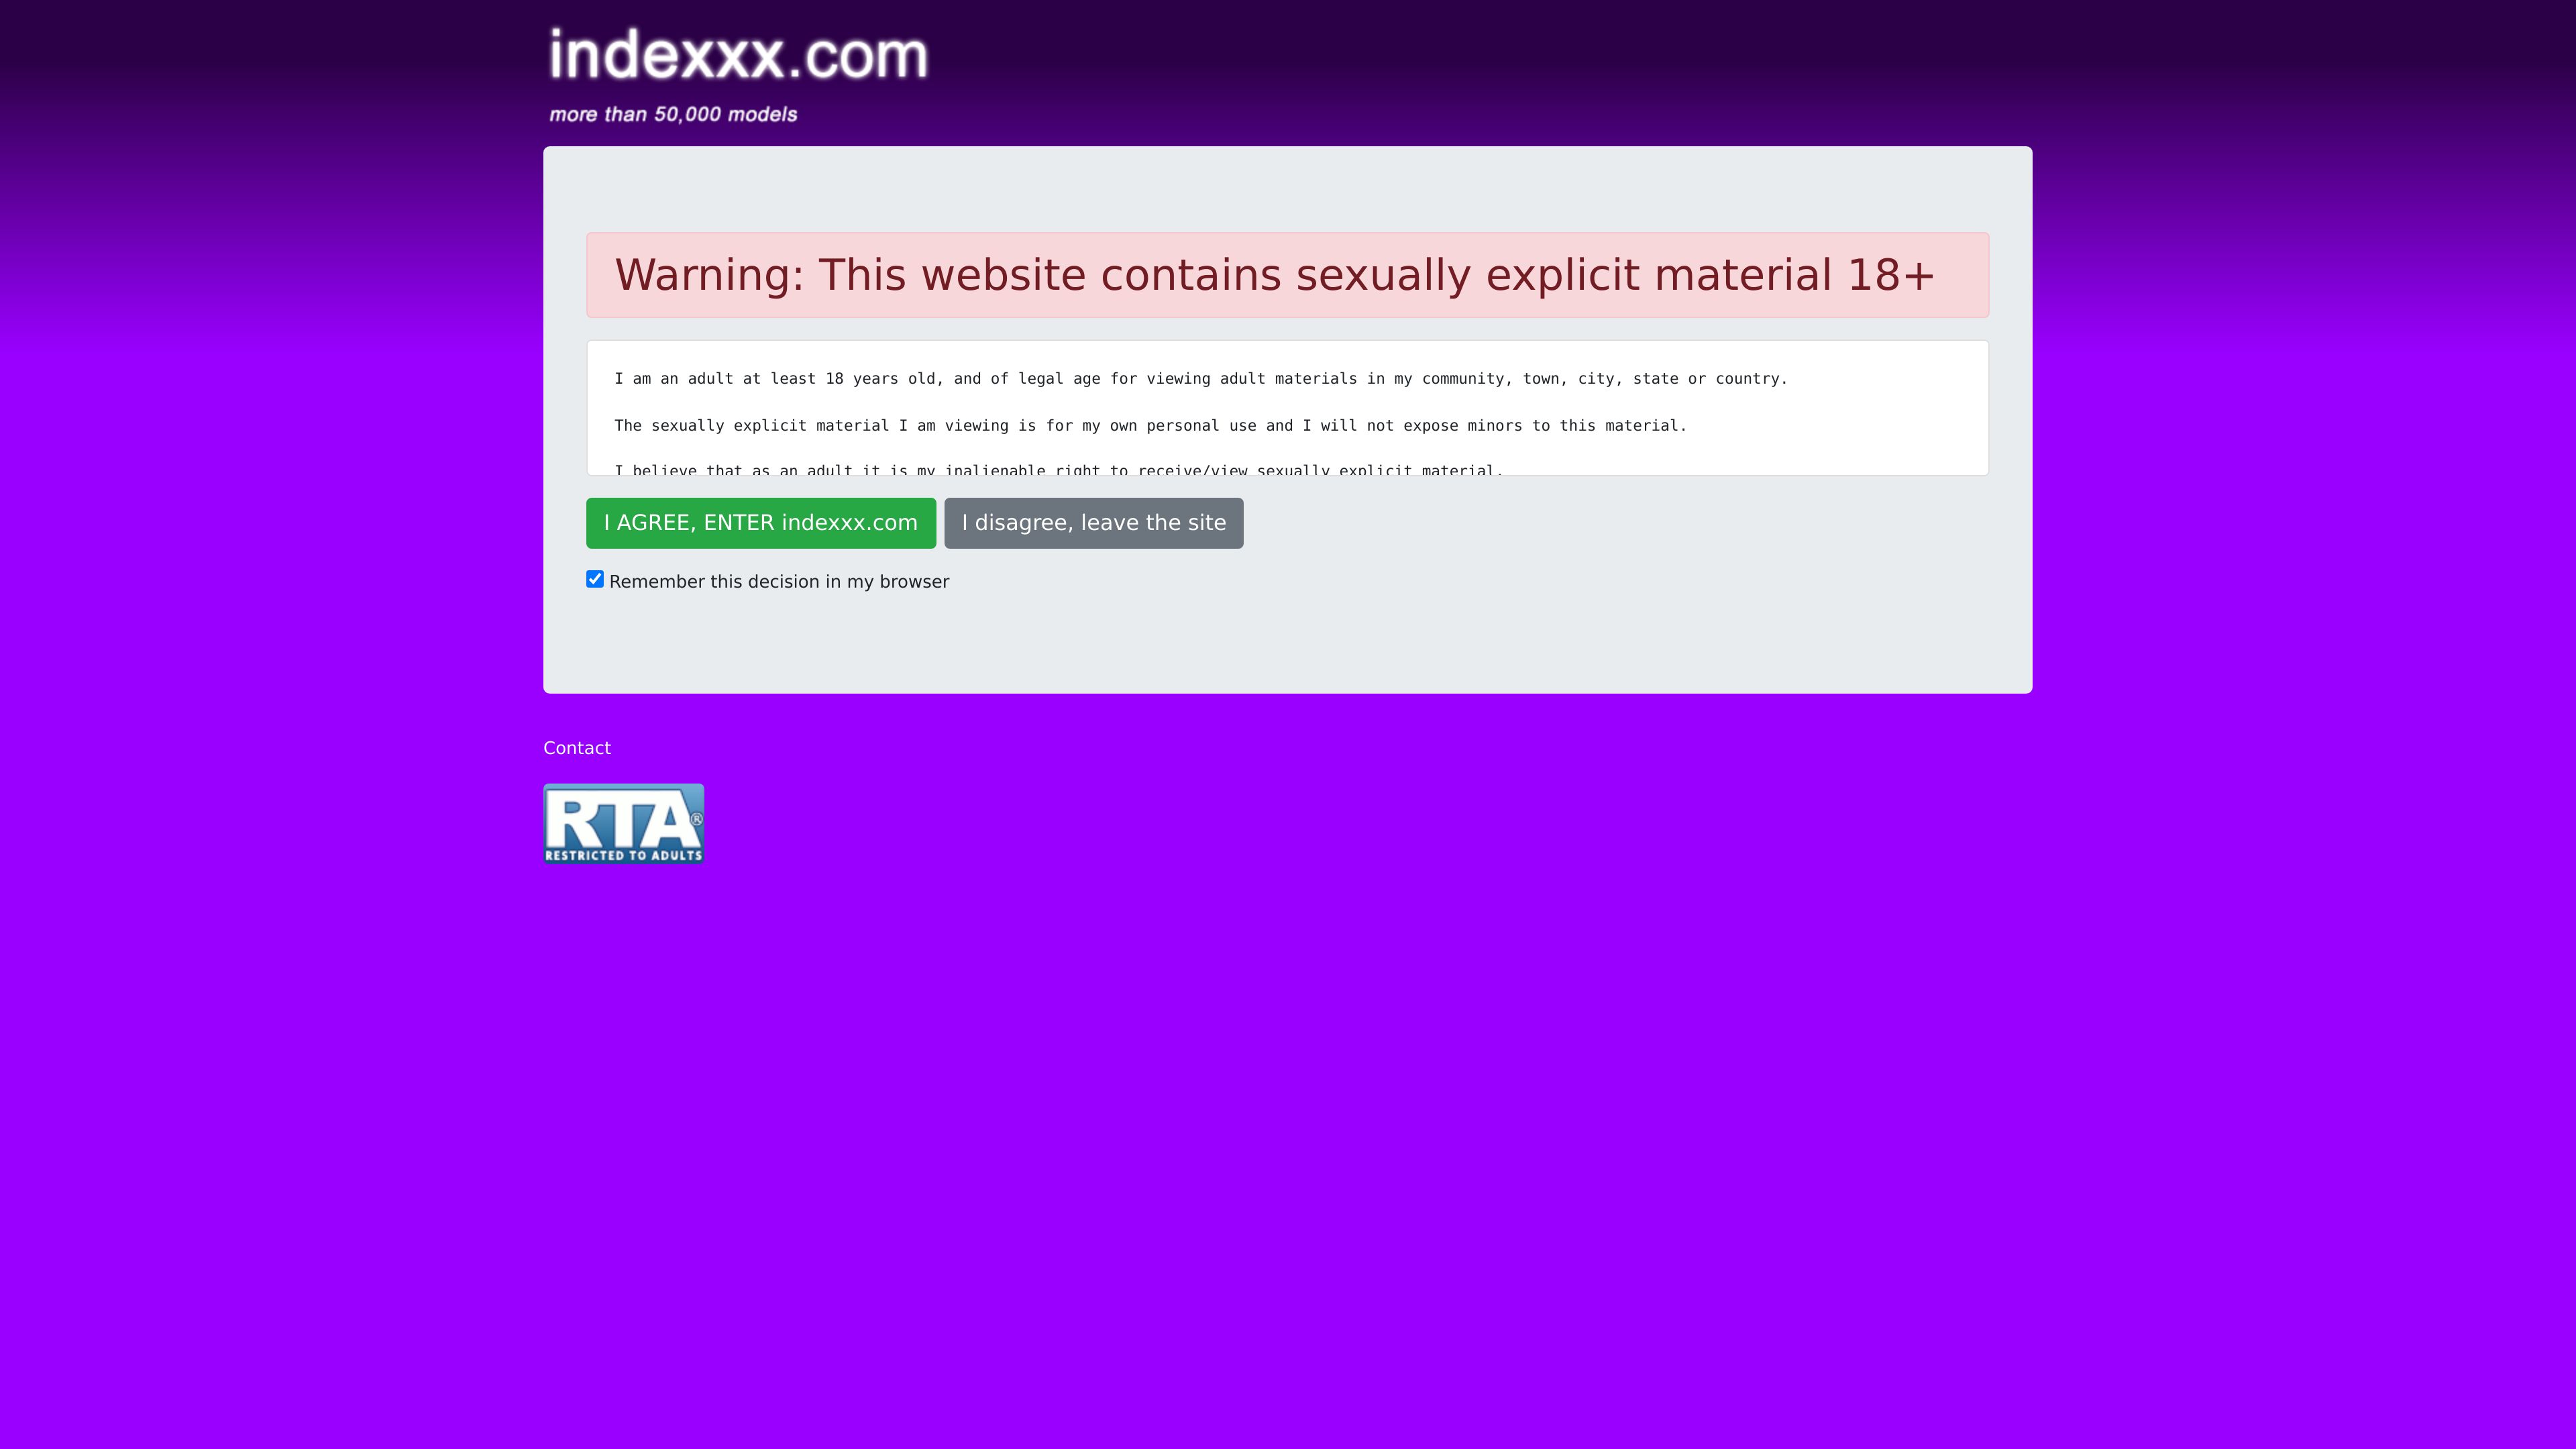 indexxx.com
more than 50,000 models
Warning: This website contains sexually explicit material 18+
I am an adult at least 18 years old, and of legal age for viewing adult materials in my community, town, city, state or country.
The sexually explicit material I am viewing is for my own personal use and I will not expose minors to this material.
I believe that as an adult it is my inalienable right to receive/view sexually explicit material.
I AGREE, ENTER indexxx.com
I disagree, leave the site
Remember this decision in my browser
Contact
RTA®
RESTRICTED TO ADULTS